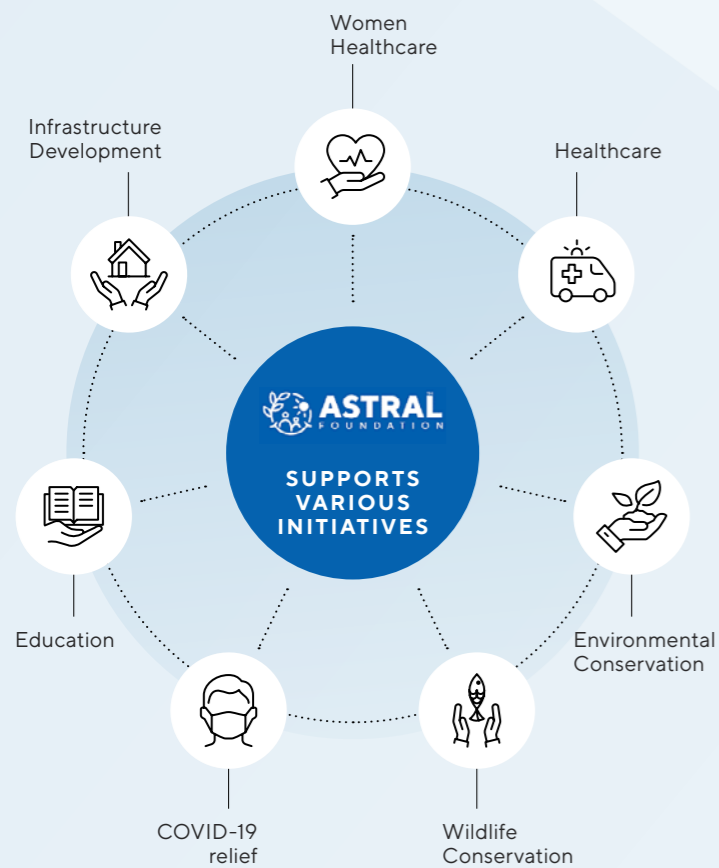 Women
Healthcare
Infrastructure
Development
Healthcare
ASTRAL
FOUNDATION
SUPPORTS
VARIOUS
INITIATIVES
Education
Environmental
Conservation
COVID-19
relief
Wildlife
Conservation